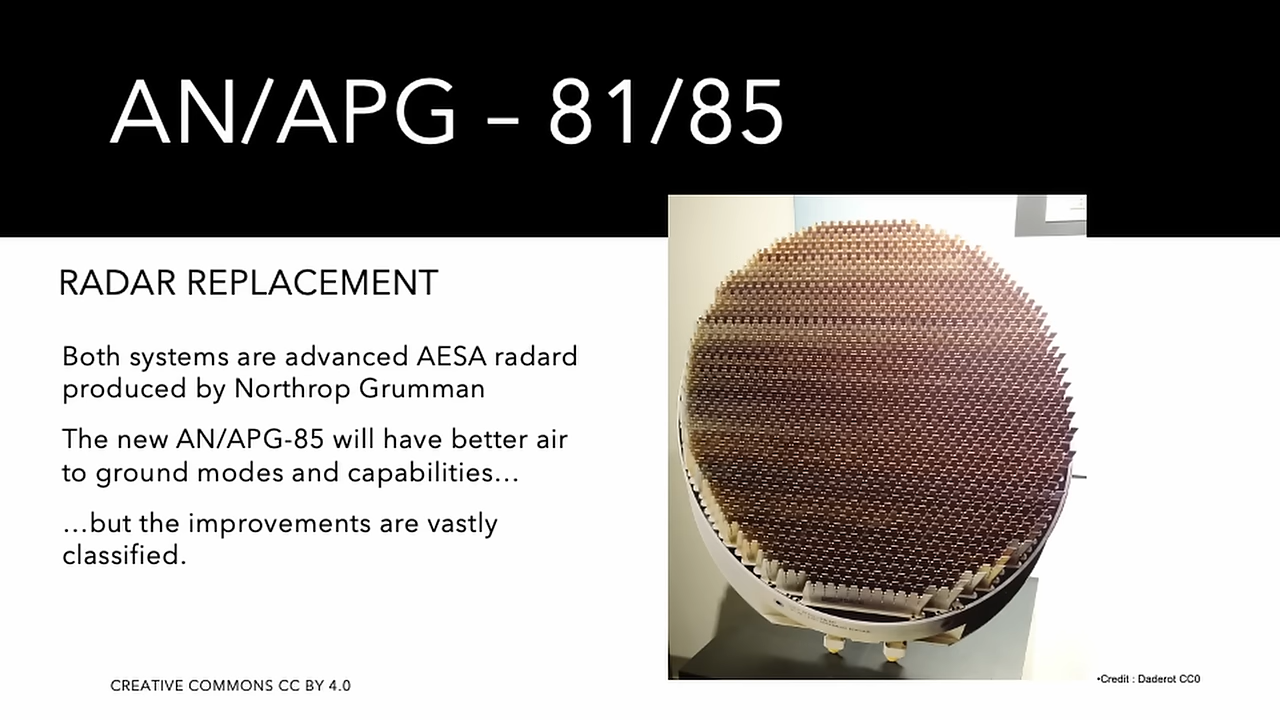 AN/APG – 81/85
RADAR REPLACEMENT
Both systems are advanced AESA radard
produced by Northrop Grumman
The new AN/APG-85 will have better air
to ground modes and capabilities…
…but the improvements are vastly
classified.
CREATIVE COMMONS CC BY 4.0
•Credit : Daderot CC0